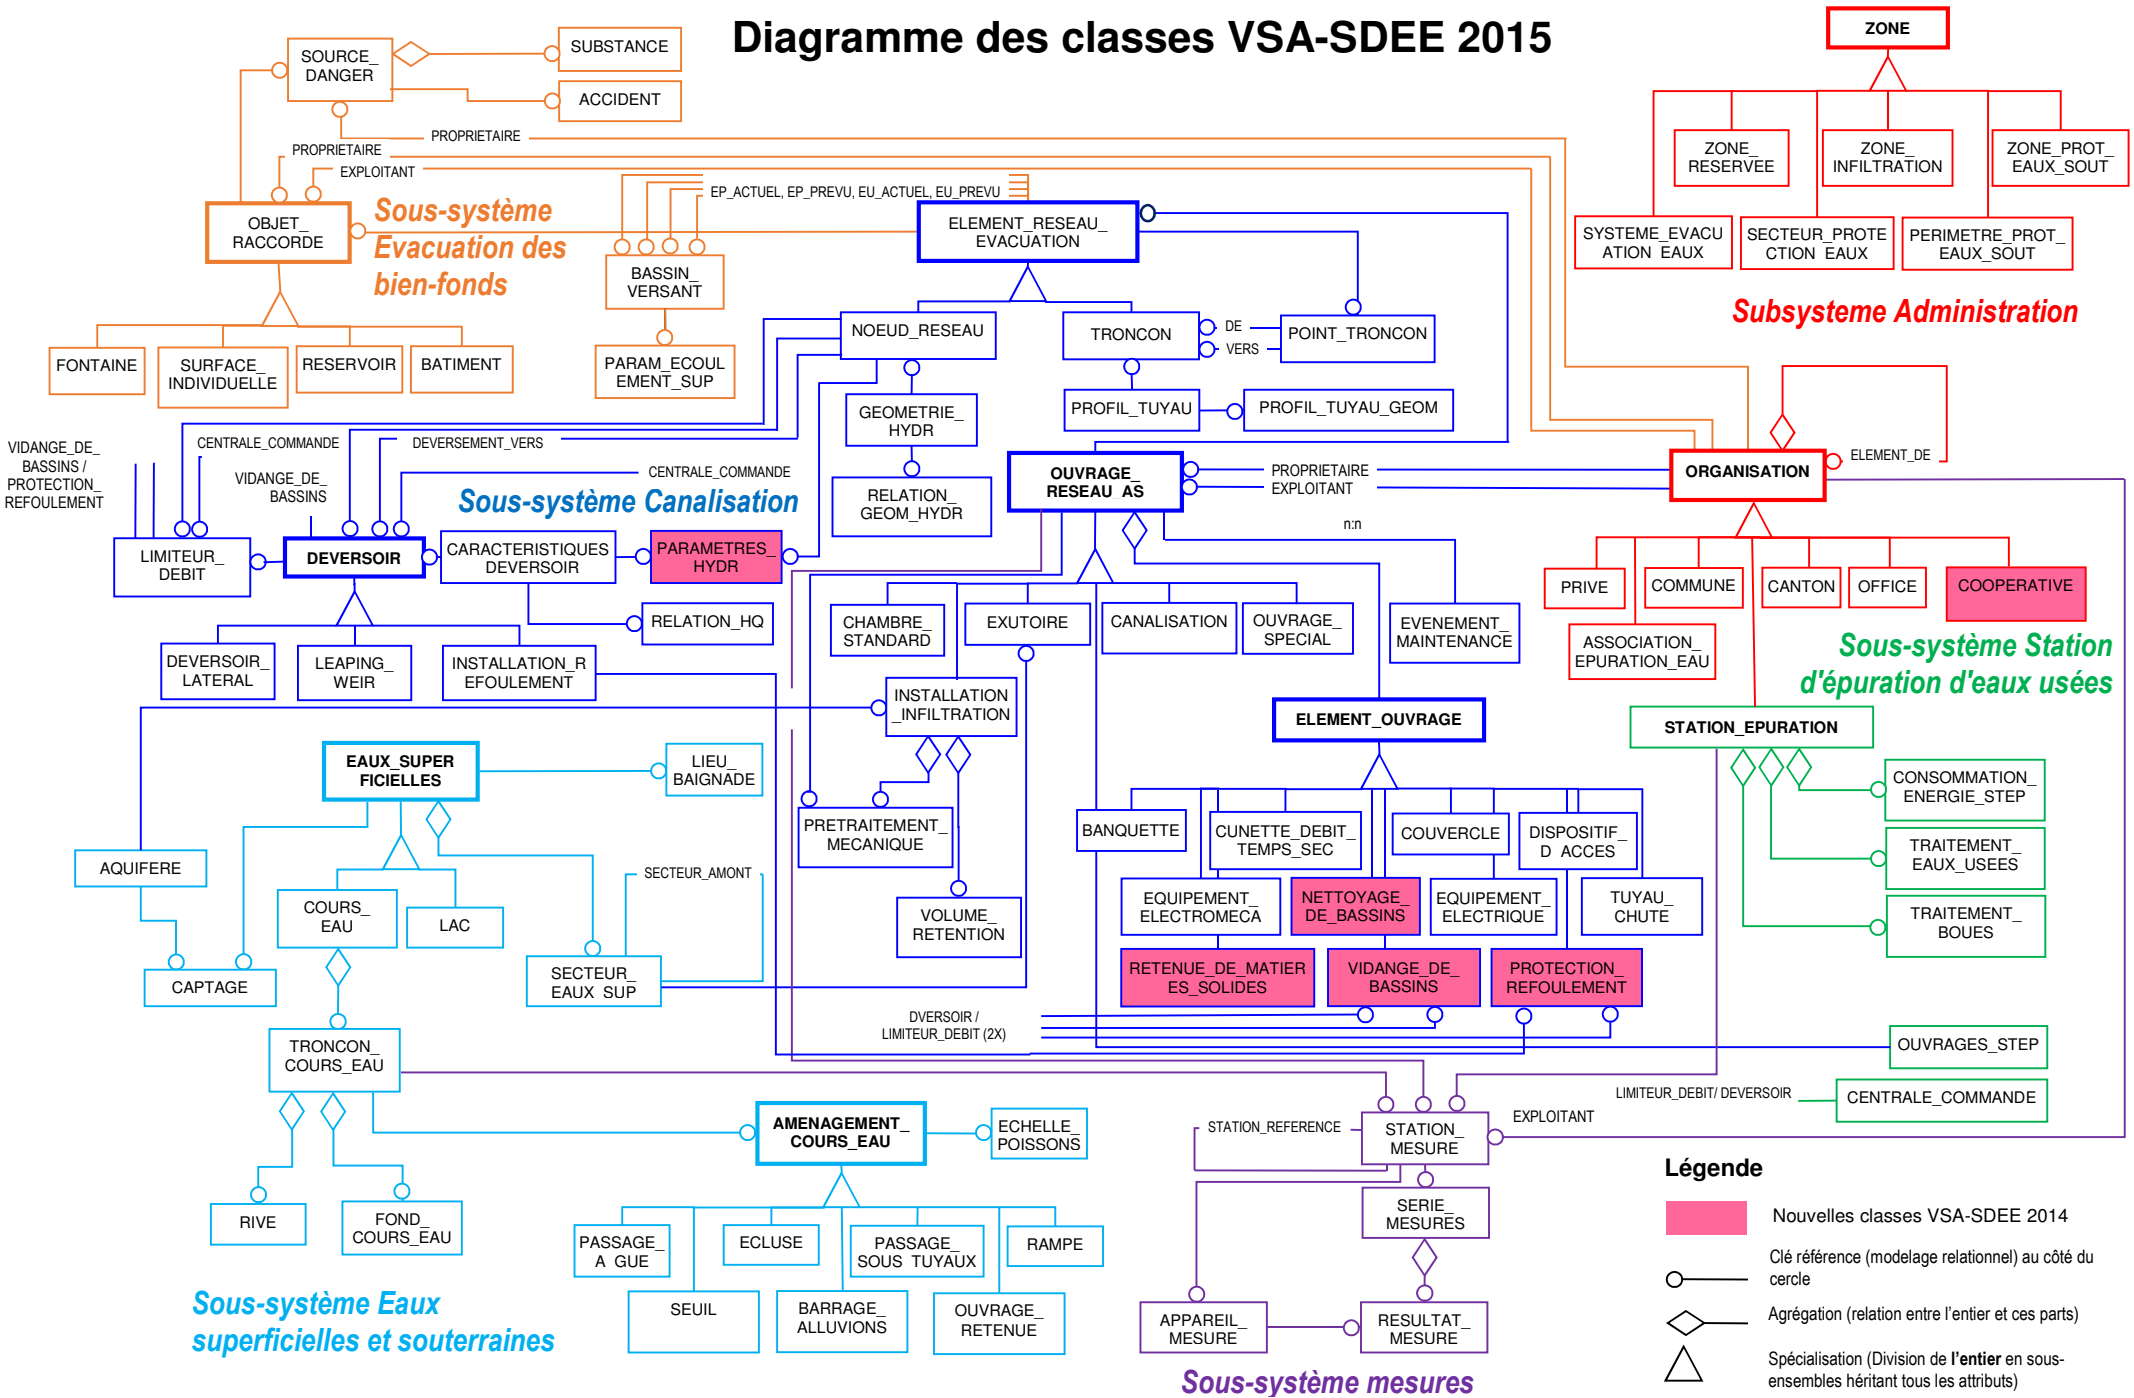 Diagramme des classes VSA-SDEE 2015
ZONE
SOURCE_
DANGER
SUBSTANCE
ACCIDENT
PROPRIETAIRE
PROPRIETAIRE
EXPLOITANT
EP_ACTUEL, EP_PREVU, EU_ACTUEL, EU_PREVU
ZONE_
RESERVEE
ZONE_
INFILTRATION
ZONE_PROT_
EAUX_SOUT
SYSTEME_EVACU
ATION EAUX
SECTEUR_PROTE
CTION EAUX
PERIMETRE_PROT_
EAUX_SOUT
Subsysteme Administration
OBJET_
RACCORDE
Sous-système
Evacuation des
bien-fonds
ELEMENT_RESEAU_
EVACUATION
BASSIN_
VERSANT
PARAM_ECOUL
EMENT_SUP
FONTAINE
SURFACE_
INDIVIDUELLE
RESERVOIR
BATIMENT
NOEUD_RESEAU
TRONCON
DE
VERS
POINT_TRONCON
GEOMETRIE_
HYDR
PROFIL_TUYAU
PROFIL_TUYAU_GEOM
RELATION_
GEOM_HYDR
VIDANGE_DE_
BASSINS /
PROTECTION_
REFOULEMENT
CENTRALE_COMMANDE
DEVERSEMENT_VERS
VIDANGE_DE_
BASSINS
CENTRALE_COMMANDE
Sous-système Canalisation
OUVRAGE_
RESEAU_AS
PROPRIETAIRE
EXPLOITANT
ORGANISATION
ELEMENT_DE
n:n
LIMITEUR_
DEBIT
DEVERSOIR
CARACTERISTIQUES
DEVERSOIR
PARAMETRES_
HYDR
RELATION_HQ
DEVERSOIR_
LATERAL
LEAPING_
WEIR
INSTALLATION_R
EFOULEMENT
CHAMBRE_
STANDARD
EXUTOIRE
CANALISATION
OUVRAGE_
SPECIAL
EVENEMENT_
MAINTENANCE
PRIVE
COMMUNE
CANTON
OFFICE
COOPERATIVE
ASSOCIATION_
EPURATION_EAU
Sous-système Station
d'épuration d'eaux usées
INSTALLATION
_INFILTRATION
ELEMENT_OUVRAGE
STATION_EPURATION
EAUX_SUPER
FICIELLES
LIEU_
BAIGNADE
CONSOMMATION_
ENERGIE_STEP
TRAITEMENT_
EAUX_USEES
TRAITEMENT_
BOUES
PRETRAITEMENT_
MECANIQUE
VOLUME_
RETENTION
BANQUETTE
CUNETTE_DEBIT_
TEMPS_SEC
COUVERCLE
DISPOSITIF_
D ACCES
EQUIPEMENT_
ELECTROMECA
NETTOYAGE_
DE_BASSINS
EQUIPEMENT_
ELECTRIQUE
TUYAU_
CHUTE
RETENUE_DE_MATIER
ES_SOLIDES
VIDANGE_DE_
BASSINS
PROTECTION_
REFOULEMENT
AQUIFERE
COURS_
EAU
LAC
SECTEUR_AMONT
CAPTAGE
SECTEUR_
EAUX SUP
DVERSOIR /
LIMITEUR_DEBIT (2X)
OUVRAGES_STEP
TRONCON_
COURS_EAU
LIMITEUR_DEBIT/ DEVERSOIR
CENTRALE_COMMANDE
AMENAGEMENT_
COURS_EAU
ECHELLE_
POISSONS
STATION_REFERENCE
STATION_
MESURE
EXPLOITANT
RIVE
FOND_
COURS_EAU
SERIE_
MESURES
PASSAGE_
A GUE
ECLUSE
PASSAGE_
SOUS TUYAUX
RAMPE
SEUIL
BARRAGE_
ALLUVIONS
OUVRAGE_
RETENUE
APPAREIL_
MESURE
RESULTAT_
MESURE
Sous-système Eaux
superficielles et souterraines
Sous-système mesures
Légende
Nouvelles classes VSA-SDEE 2014
Clé référence (modelage relationnel) au côté du
cercle
Agrégation (relation entre l'entier et ces parts)
Spécialisation (Division de l'entier en sous-
ensembles héritant tous les attributs)